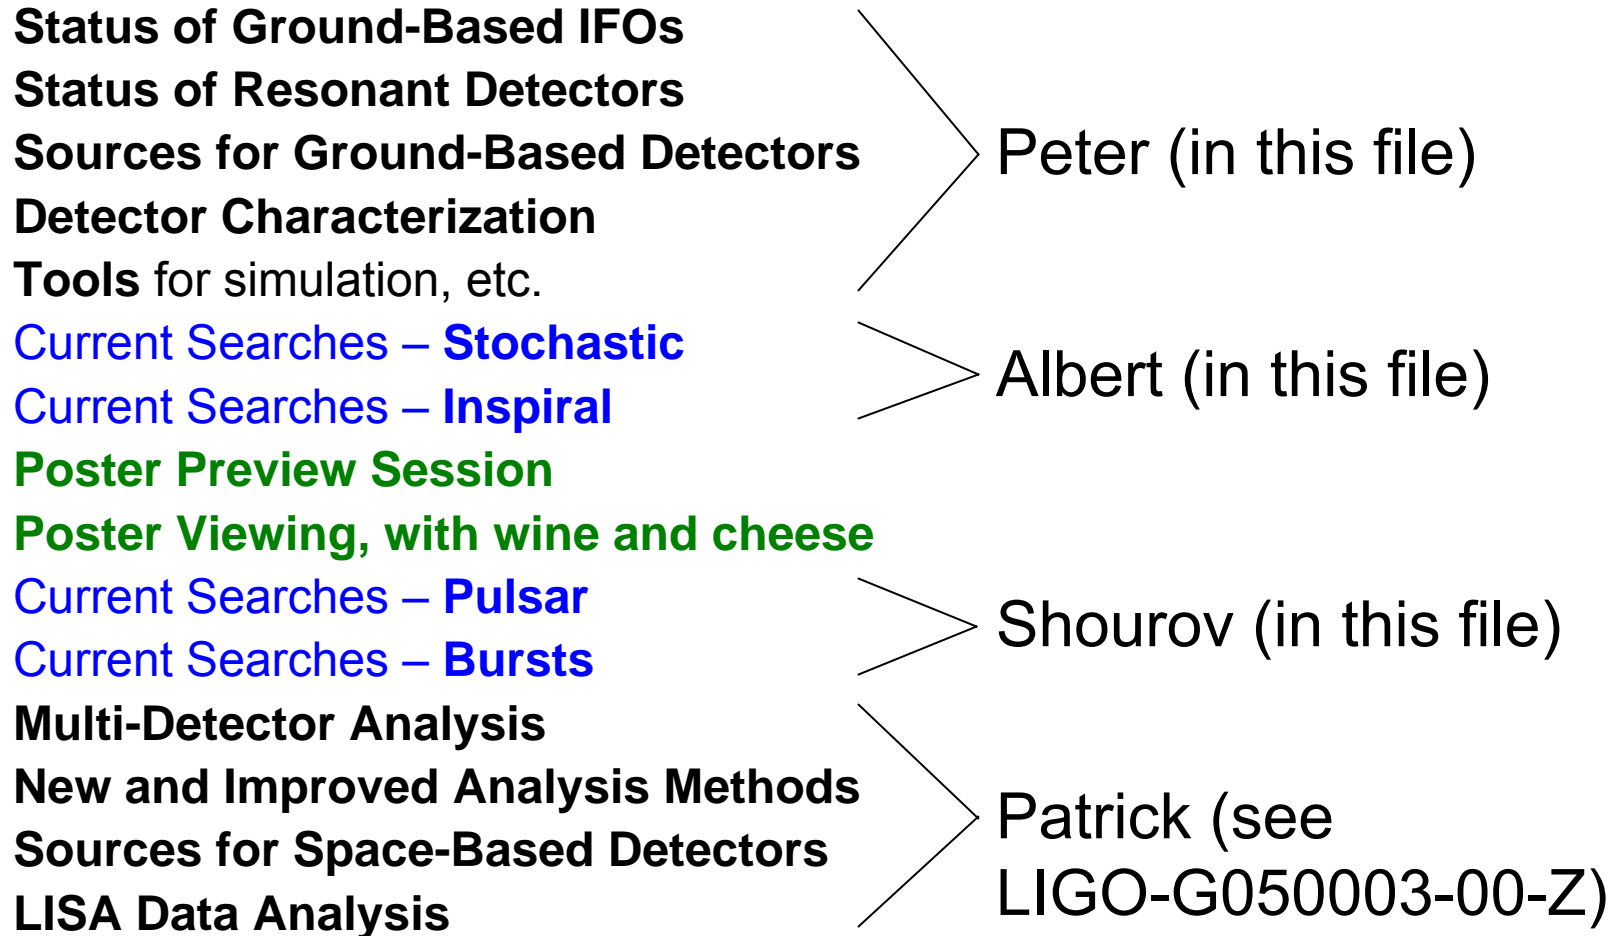 Status of Ground-Based IFOs
Status of Resonant Detectors
Sources for Ground-Based Detectors
Detector Characterization
Tools for simulation, etc.
Peter (in this file)
Current Searches – Stochastic
Current Searches – Inspiral
Albert (in this file)
Poster Preview Session
Poster Viewing, with wine and cheese
Current Searches – Pulsar
Current Searches – Bursts
Shourov (in this file)
Multi-Detector Analysis
New and Improved Analysis Methods
Sources for Space-Based Detectors
LISA Data Analysis
Patrick (see
LIGO-G050003-00-Z)